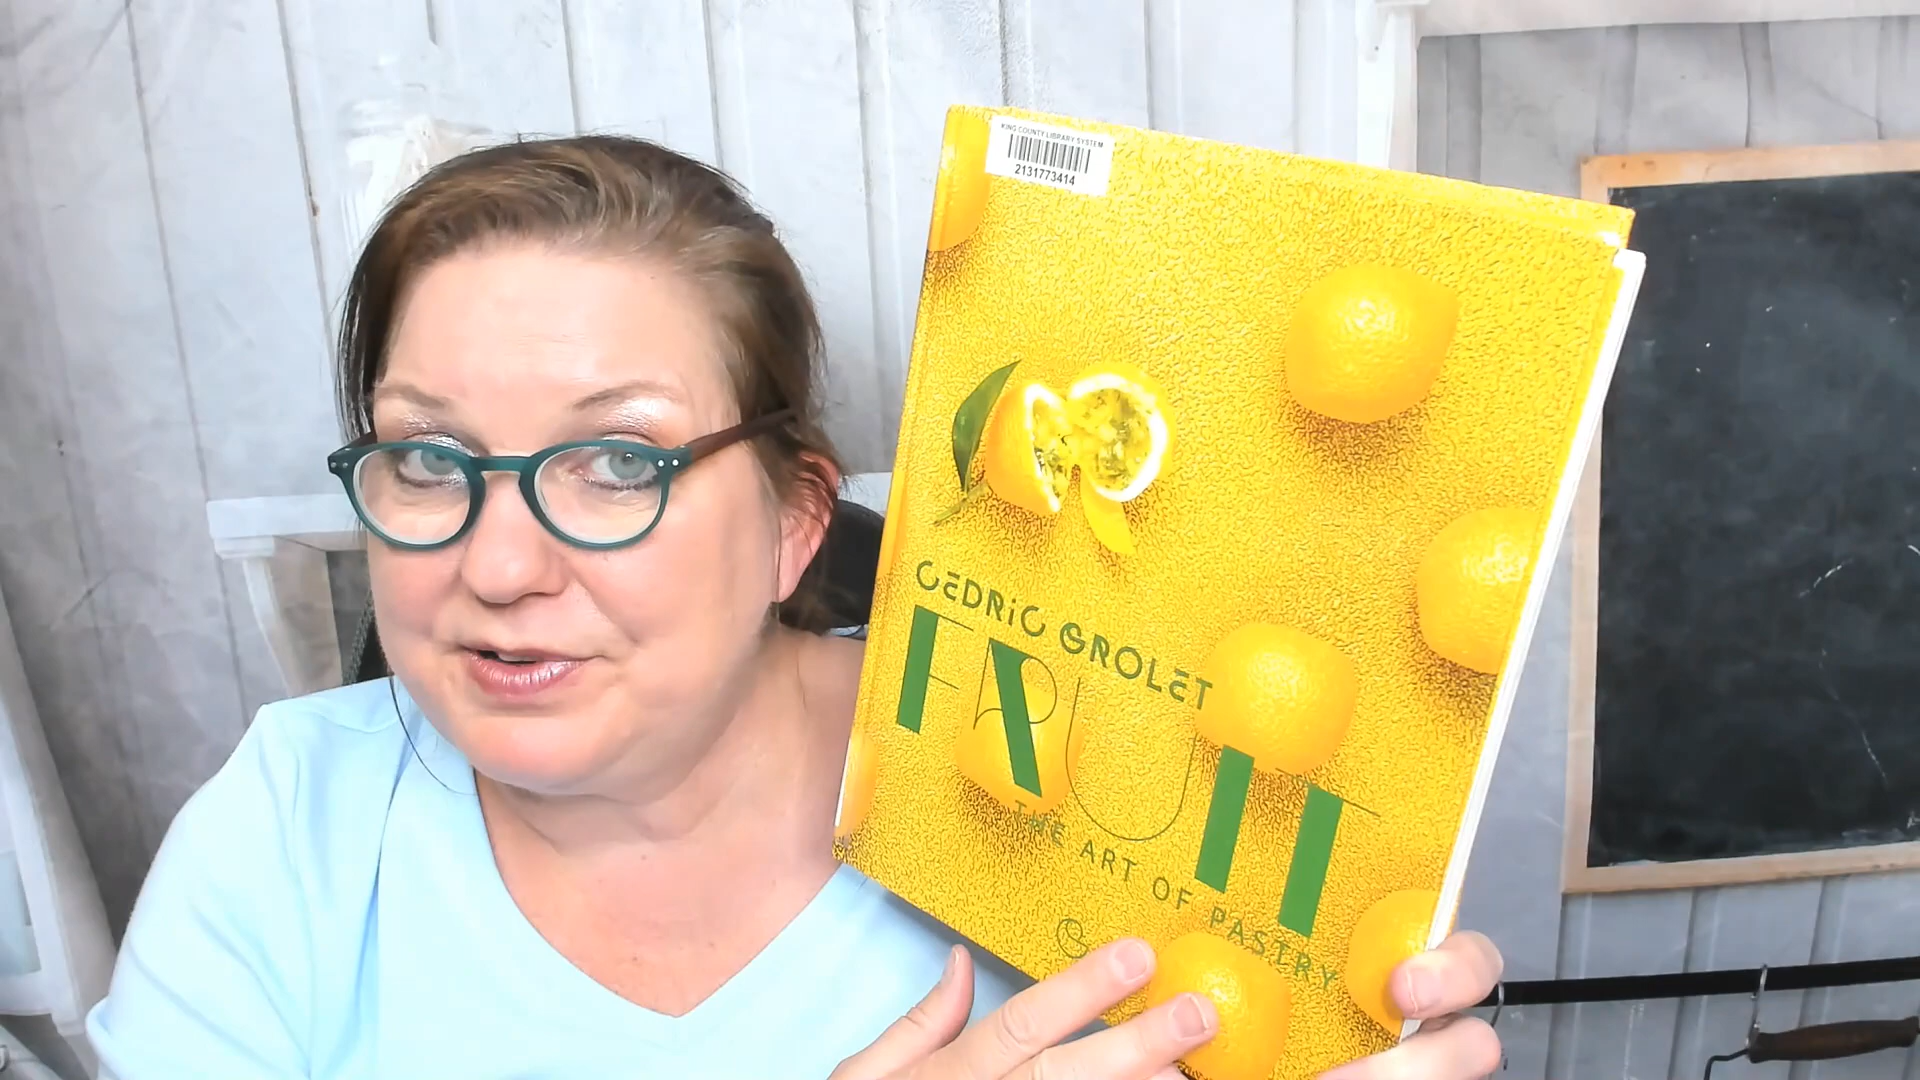 KING COUNTY LIBRARY SYSTEM
2131773414
CEDRIC GROLET
FRUIT
THE ART OF PASTRY